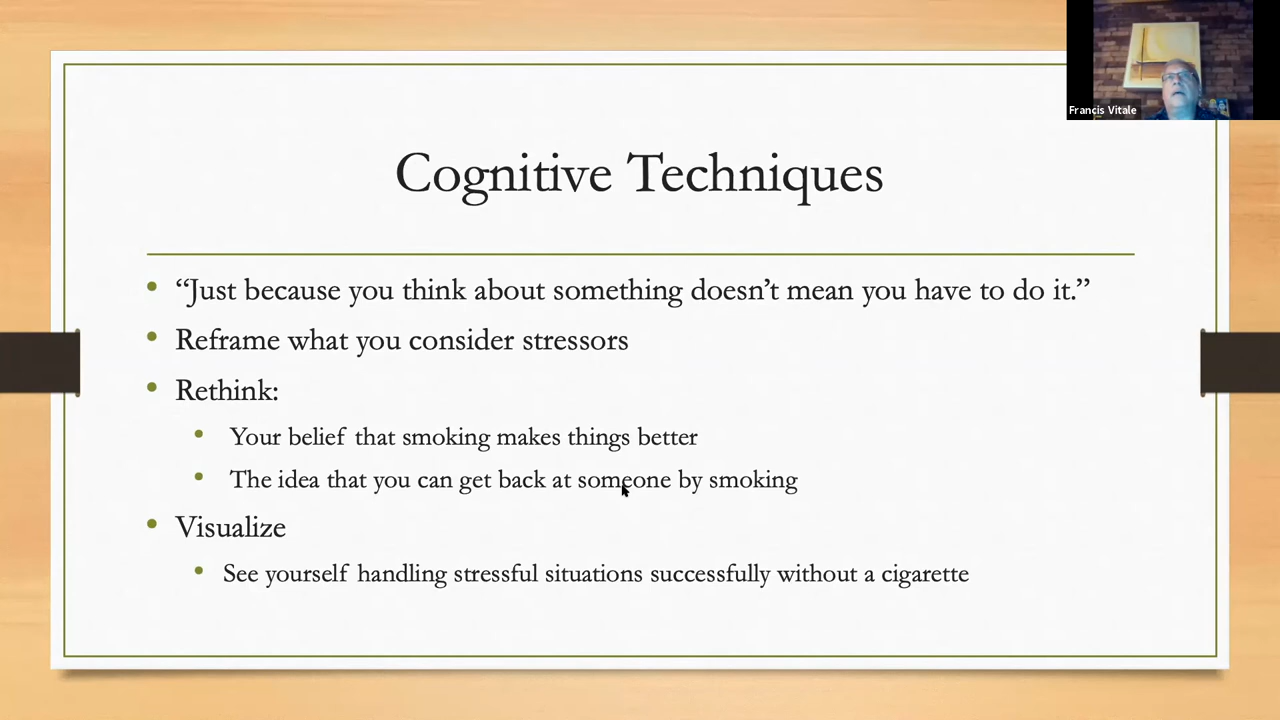 Francis Vitale
Cognitive Techniques
“Just because you think about something doesn’t mean you have to do it.”
Reframe what you consider stressors
Rethink:
Your belief that smoking makes things better
The idea that you can get back at someone by smoking
Visualize
See yourself handling stressful situations successfully without a cigarette